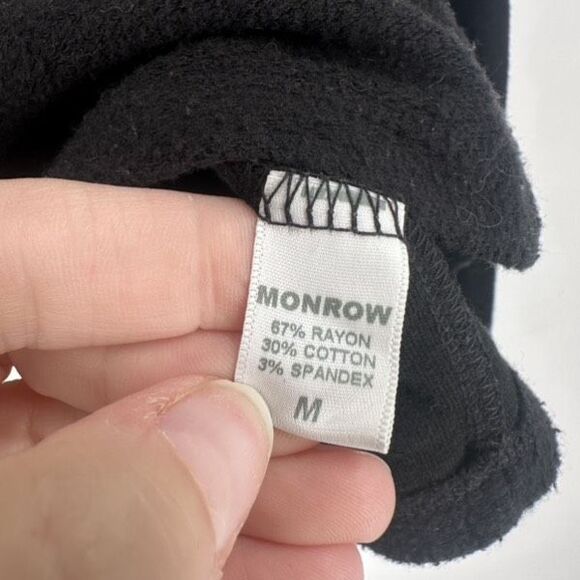 MONROW
67% RAYON
30% COTTON
3% SPANDEX
M